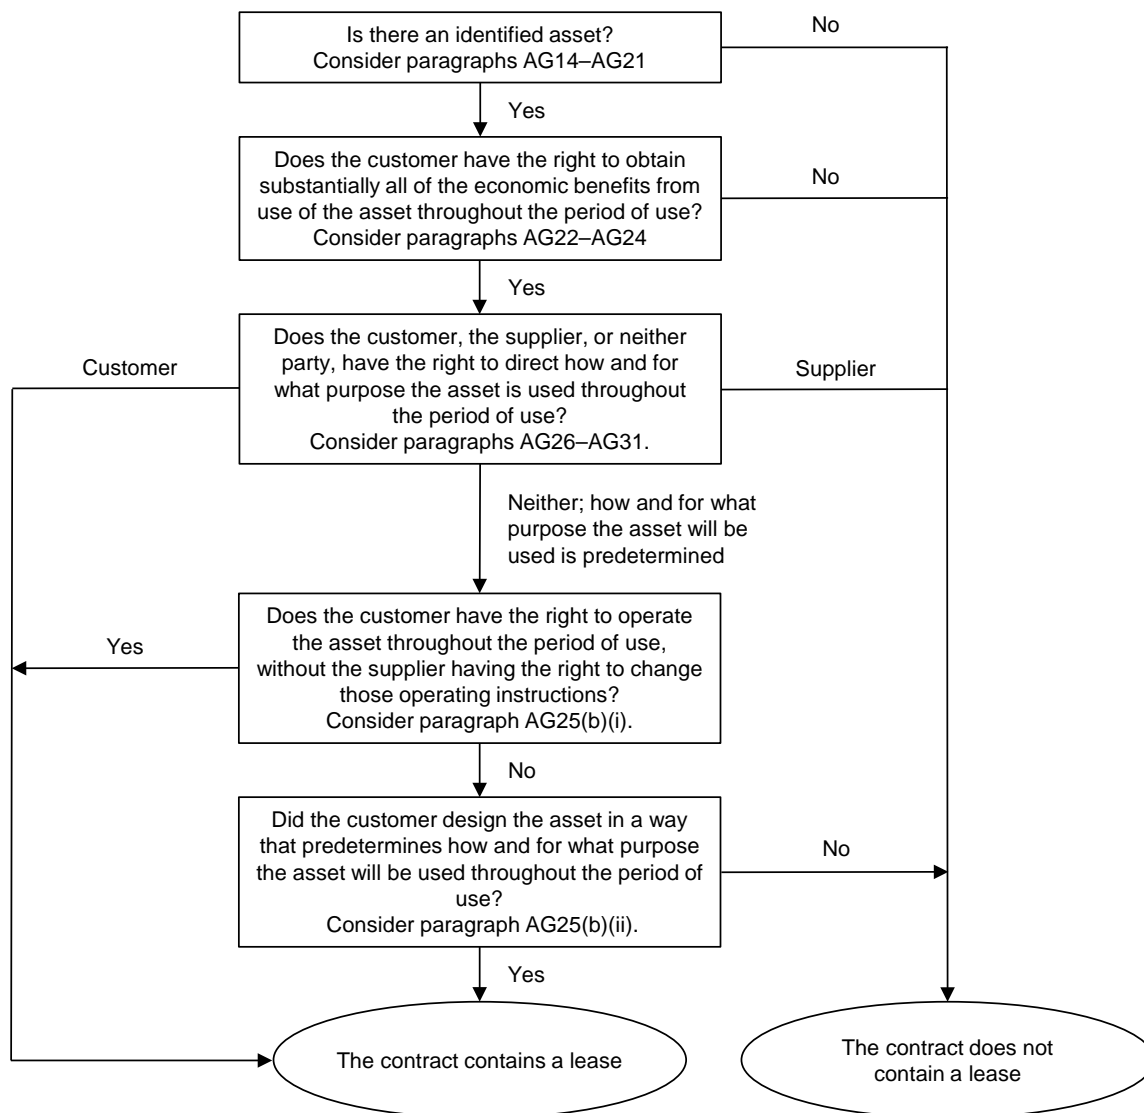 Is there an identified asset?
Consider paragraphs AG14–AG21
No
Yes
Does the customer have the right to obtain
substantially all of the economic benefits from
use of the asset throughout the period of use?
Consider paragraphs AG22–AG24
No
Yes
Does the customer, the supplier, or neither
party, have the right to direct how and for
what purpose the asset is used throughout
the period of use?
Consider paragraphs AG26–AG31.
Customer
Supplier
Neither; how and for what
purpose the asset will be
used is predetermined
Does the customer have the right to operate
the asset throughout the period of use,
without the supplier having the right to change
those operating instructions?
Consider paragraph AG25(b)(i).
Yes
No
Did the customer design the asset in a way
that predetermines how and for what purpose
the asset will be used throughout the period of
use?
Consider paragraph AG25(b)(ii).
No
Yes
The contract contains a lease
The contract does not
contain a lease